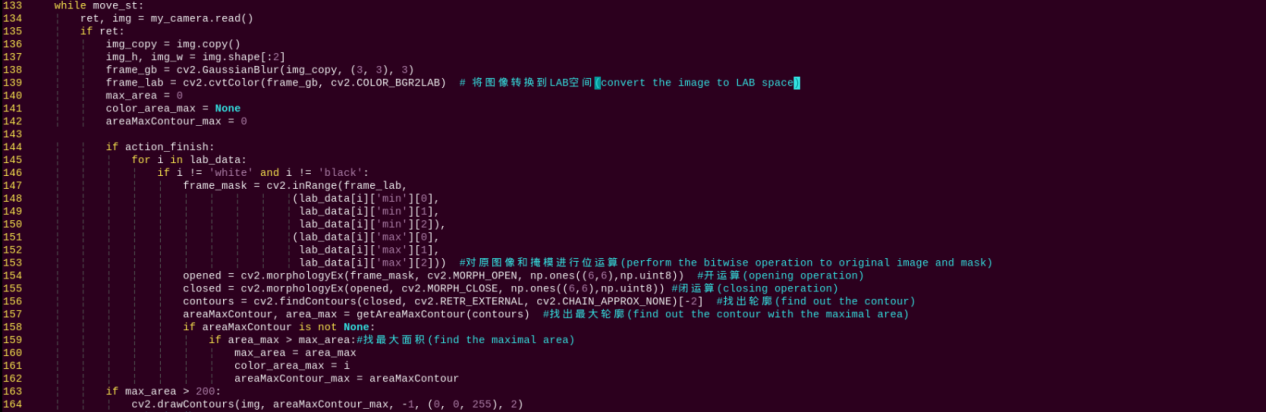 133     while move_st:
134         ret, img = my_camera.read()
135         if ret:
136             img_copy = img.copy()
137             img_h, img_w = img.shape[:2]
138             frame_gb = cv2.GaussianBlur(img_copy, (3, 3), 3)
139             frame_lab = cv2.cvtColor(frame_gb, cv2.COLOR_BGR2LAB)  # 将图像转换到LAB空间(convert the image to LAB space)
140             max_area = 0
141             color_area_max = None
142             areaMaxContour_max = 0
143
144             if action_finish:
145                 for i in lab_data:
146                     if i != 'white' and i != 'black':
147                         frame_mask = cv2.inRange(frame_lab,
148                                          (lab_data[i]['min'][0],
149                                           lab_data[i]['min'][1],
150                                           lab_data[i]['min'][2]),
151                                          (lab_data[i]['max'][0],
152                                           lab_data[i]['max'][1],
153                                           lab_data[i]['max'][2]))  #对原图像和掩模进行位运算(perform the bitwise operation to original image and mask)
154                         opened = cv2.morphologyEx(frame_mask, cv2.MORPH_OPEN, np.ones((6,6),np.uint8))  #开运算(opening operation)
155                         closed = cv2.morphologyEx(opened, cv2.MORPH_CLOSE, np.ones((6,6),np.uint8)) #闭运算(closing operation)
156                         contours = cv2.findContours(closed, cv2.RETR_EXTERNAL, cv2.CHAIN_APPROX_NONE)[-2]  #找出轮廓(find out the contour)
157                         areaMaxContour, area_max = getAreaMaxContour(contours)  #找出最大轮廓(find out the contour with the maximal area)
158                         if areaMaxContour is not None:
159                             if area_max > max_area:#找最大面积(find the maximal area)
160                                 max_area = area_max
161                                 color_area_max = i
162                                 areaMaxContour_max = areaMaxContour
163             if max_area > 200:
164                 cv2.drawContours(img, areaMaxContour_max, -1, (0, 0, 255), 2)